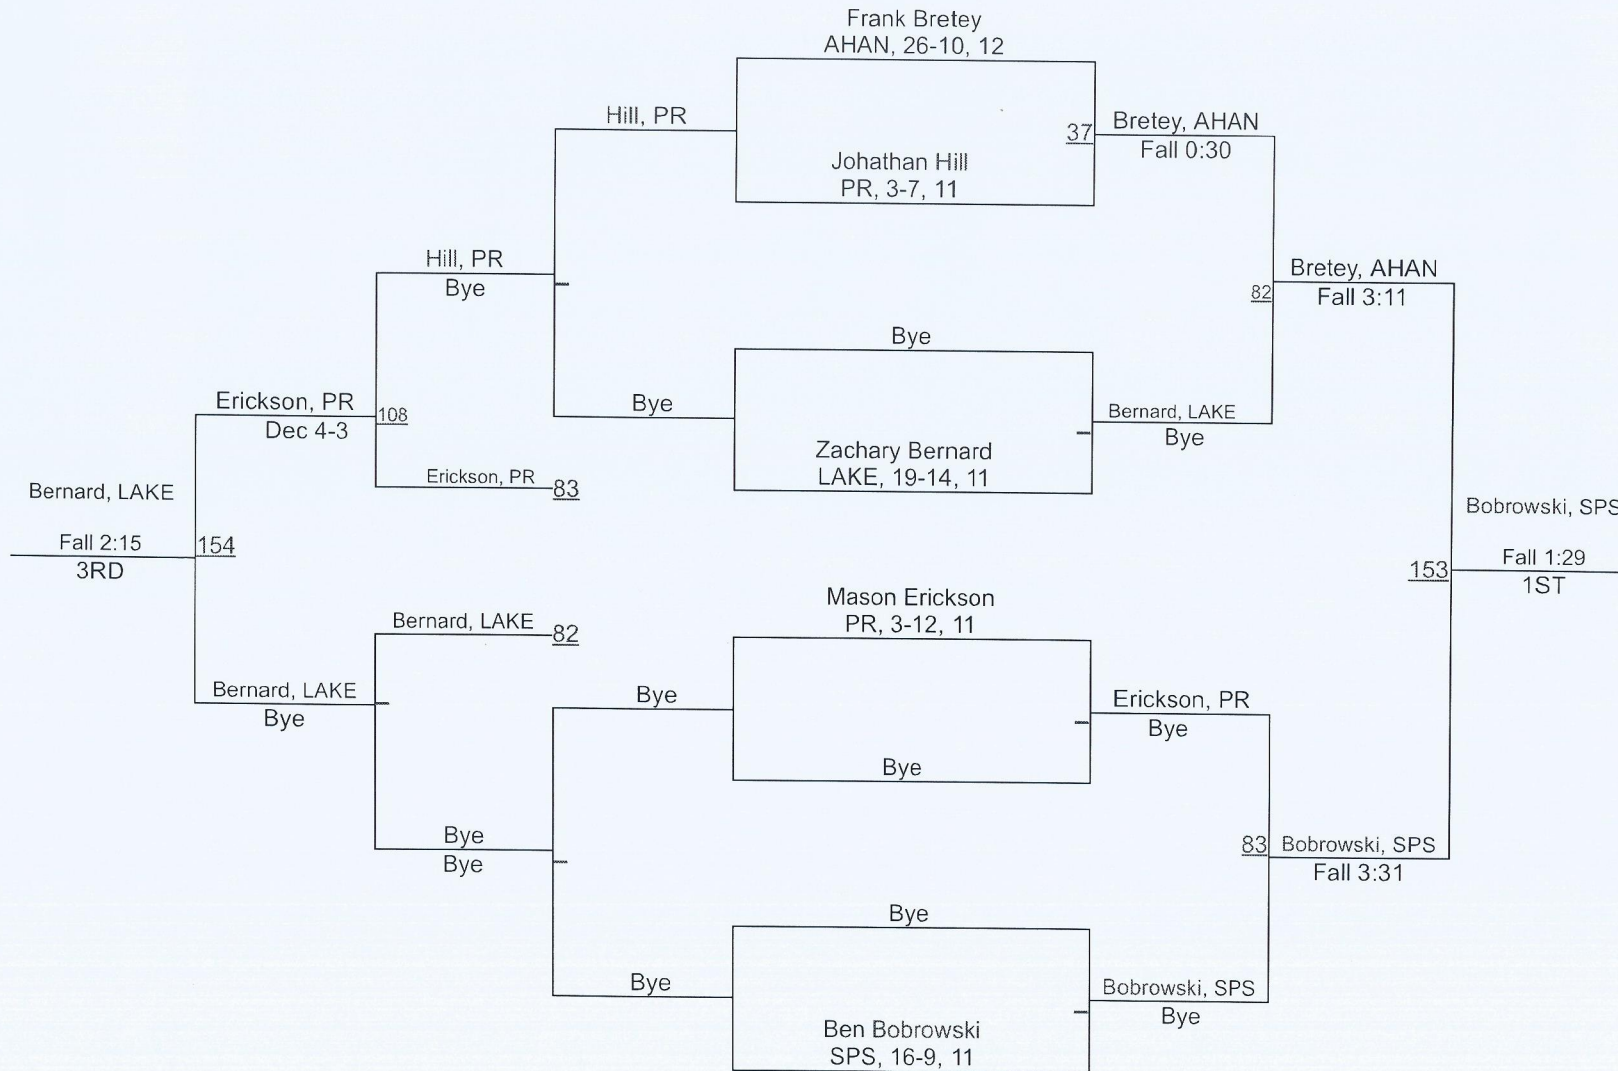 Frank Bretey
AHAN, 26-10, 12
Hill, PR
37
Bretey, AHAN
Fall 0:30
Johathan Hill
PR, 3-7, 11
Hill, PR
Bye
Bretey, AHAN
82
Fall 3:11
Bye
Erickson, PR
108
Dec 4-3
Bye
Bernard, LAKE
Bye
Zachary Bernard
LAKE, 19-14, 11
Erickson, PR
83
Bernard, LAKE
Fall 2:15
154
3RD
Bobrowski, SPS
153
Fall 1:29
1ST
Mason Erickson
PR, 3-12, 11
Bernard, LAKE
82
Bernard, LAKE
Bye
Bye
Erickson, PR
Bye
Bye
Bye
Bye
83
Bobrowski, SPS
Fall 3:31
Bye
Bye
Bobrowski, SPS
Bye
Ben Bobrowski
SPS, 16-9, 11